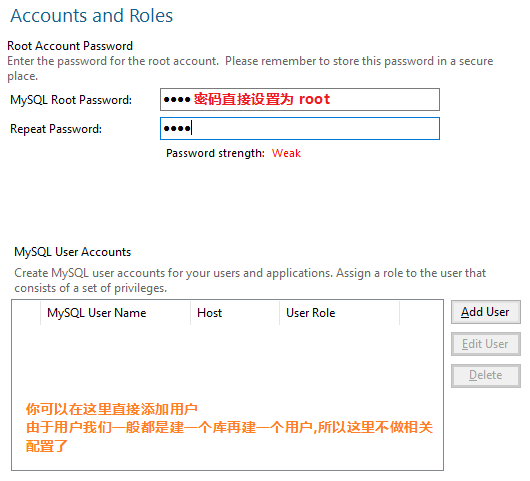 Accounts and Roles
Root Account Password
Enter the password for the root account.  Please remember to store this password in a secure
place.
MySQL Root Password: ●●●● 密码直接设置为 root
Repeat Password: ●●●●
Password strength: Weak
MySQL User Accounts
Create MySQL user accounts for your users and applications. Assign a role to the user that
consists of a set of privileges.
MySQL User Name Host User Role
Add User
Edit User
Delete
你可以在这里直接添加用户
由于用户我们一般都是建一个库再建一个用户,所以这里不做相关
配置了